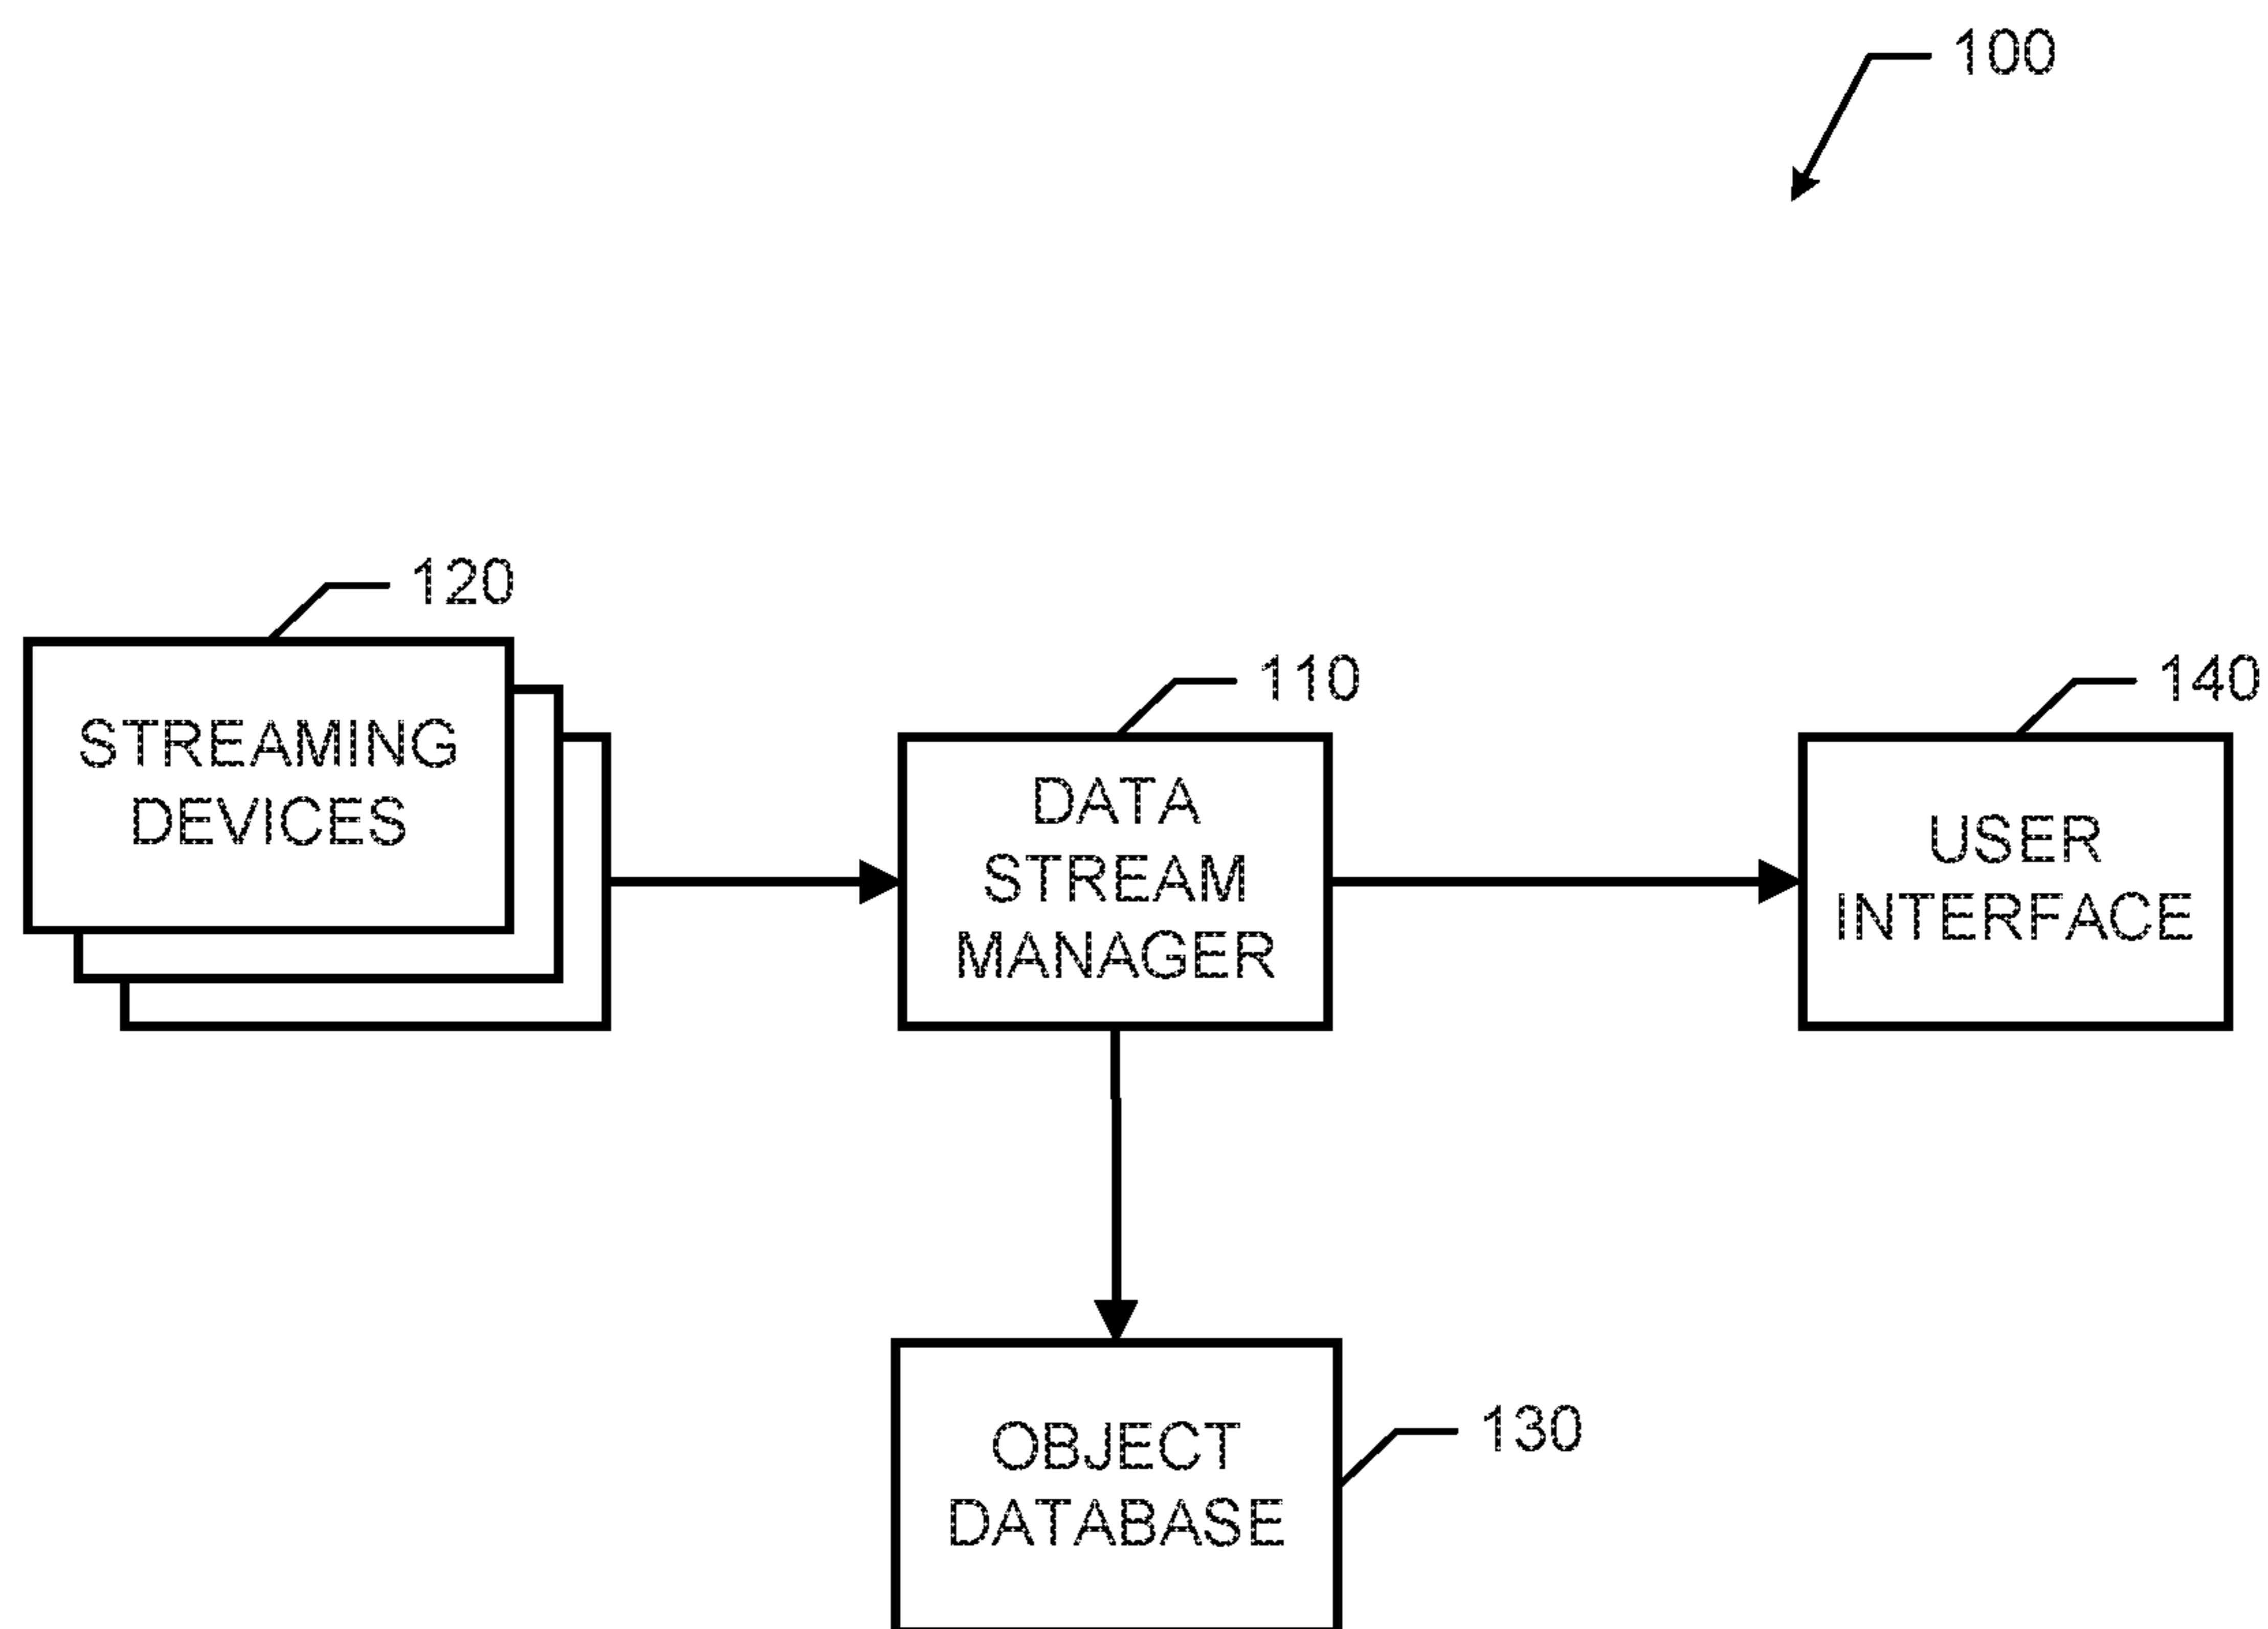 100
120
STREAMING
DEVICES
110
DATA
STREAM
MANAGER
140
USER
INTERFACE
130
OBJECT
DATABASE